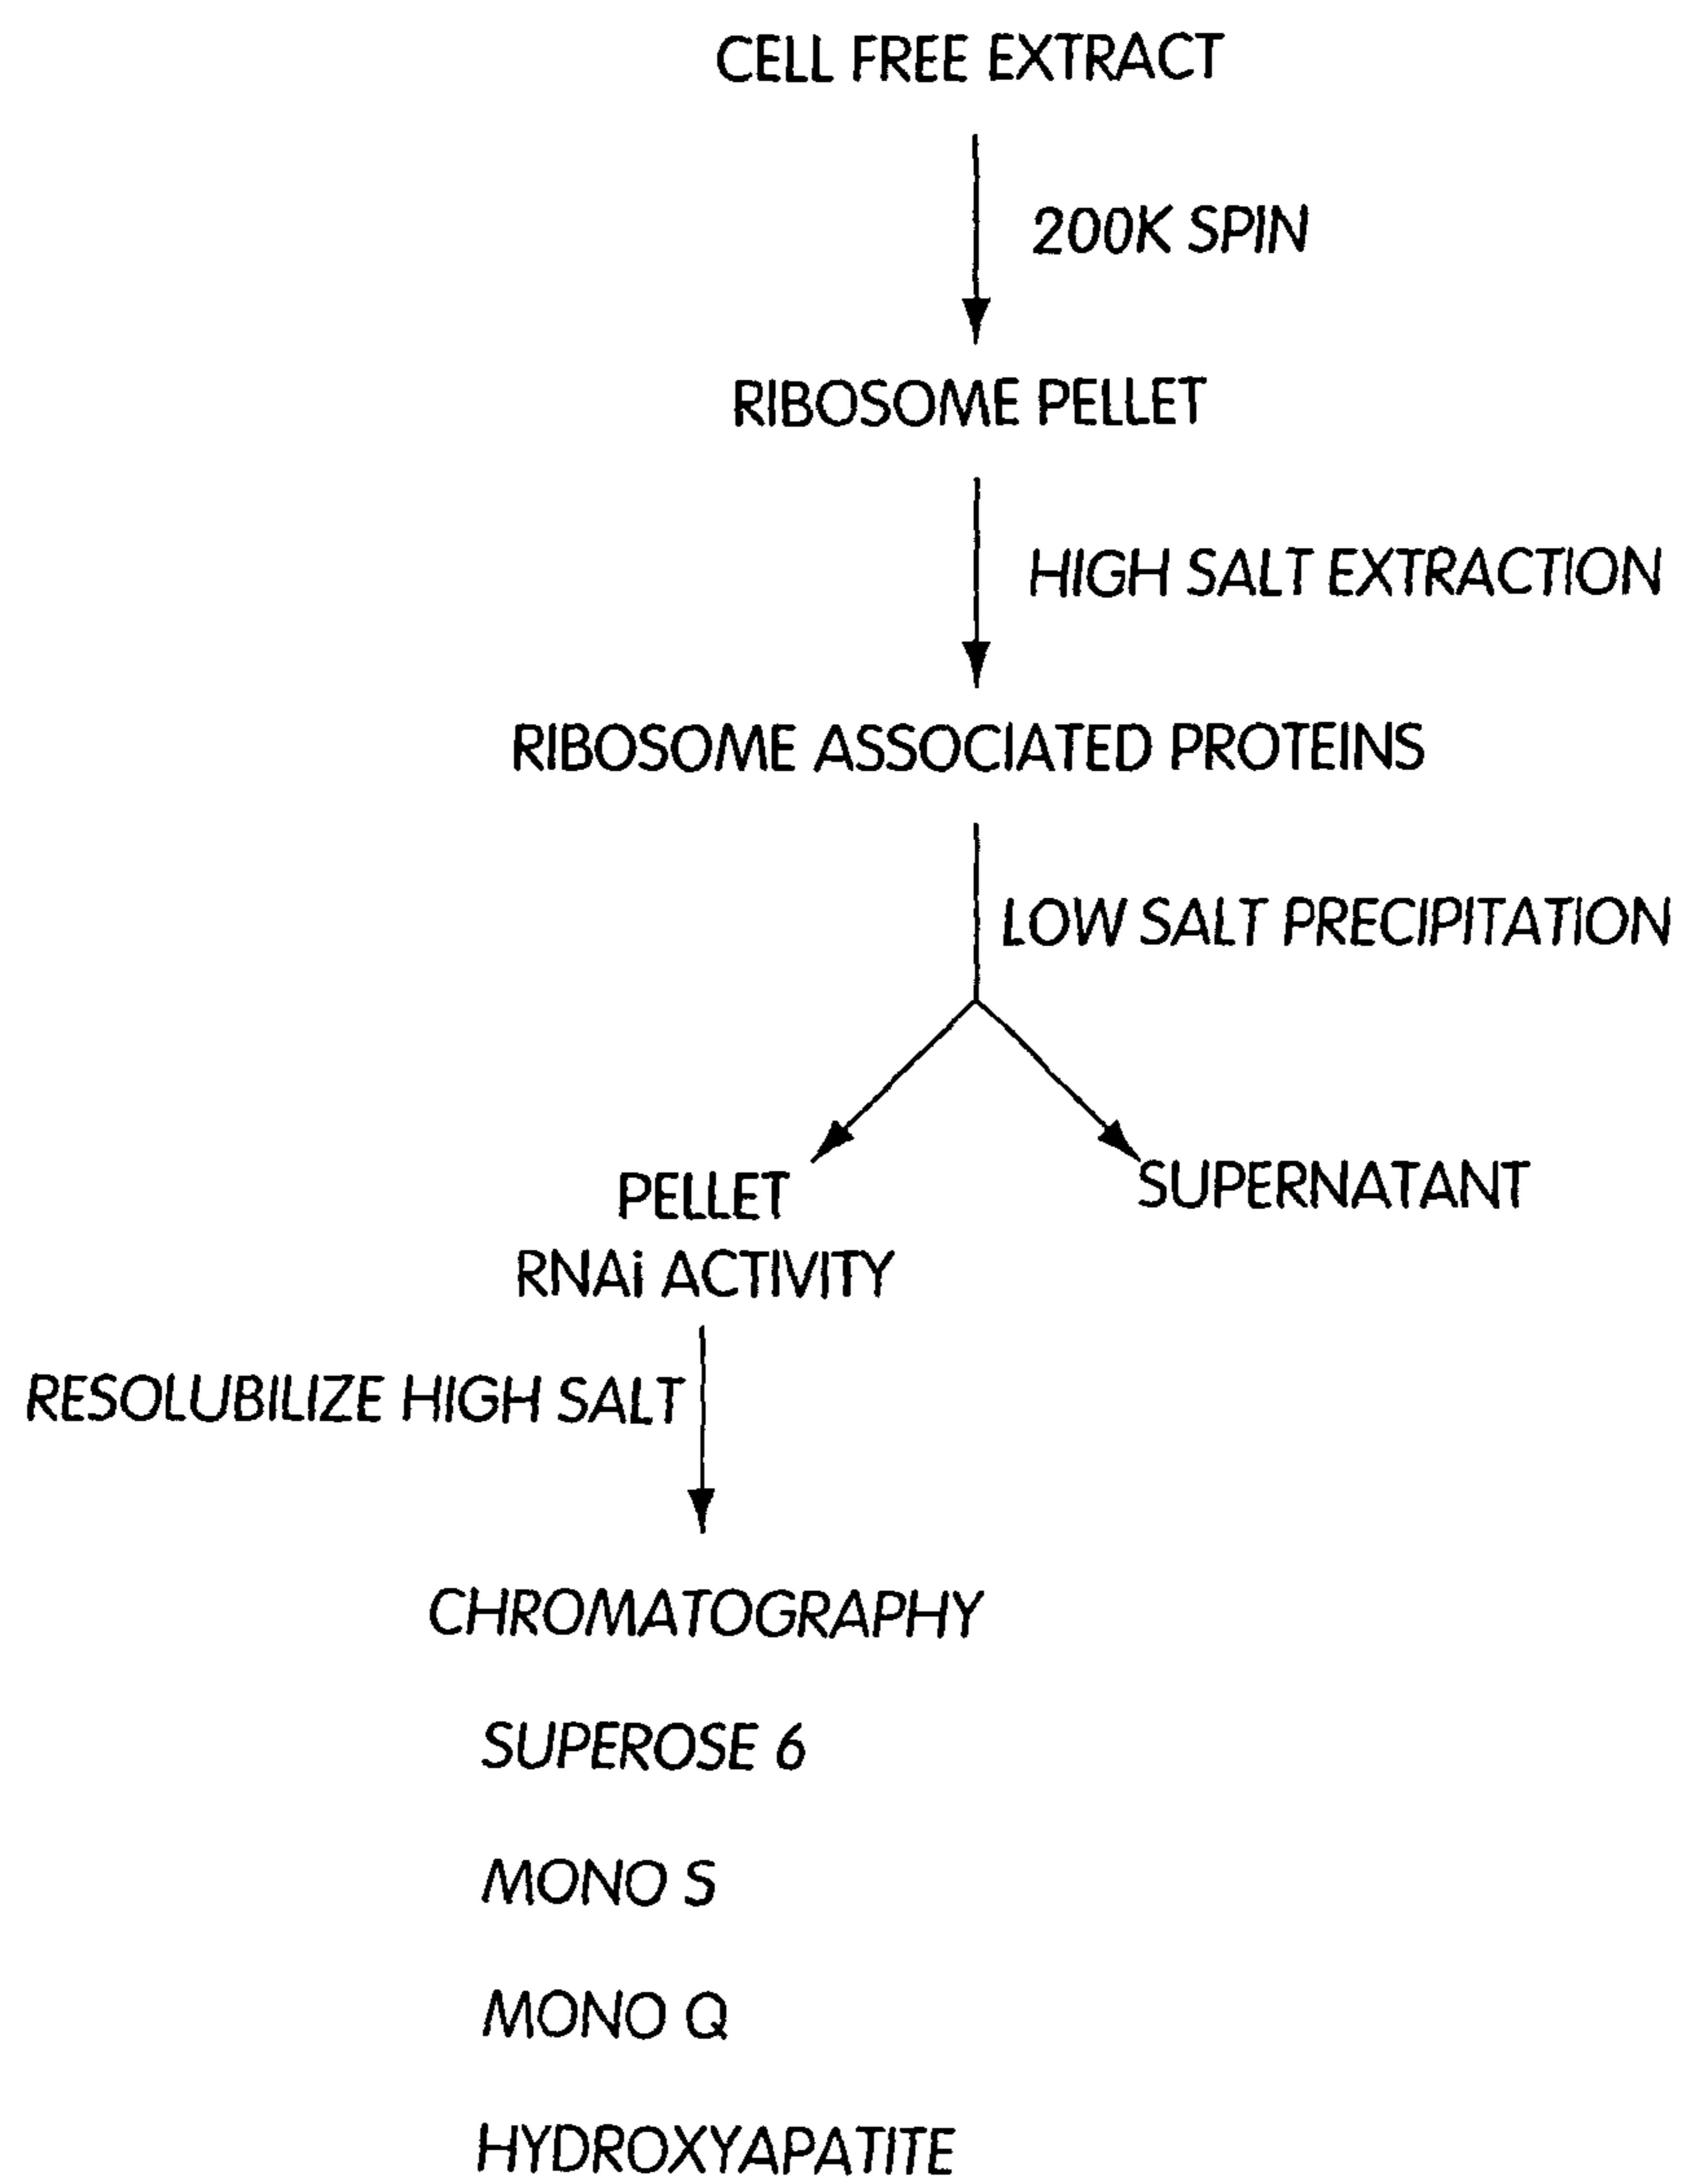 CELL FREE EXTRACT
200K SPIN
RIBOSOME PELLET
HIGH SALT EXTRACTION
RIBOSOME ASSOCIATED PROTEINS
LOW SALT PRECIPITATION
PELLET
SUPERNATANT
RNAi ACTIVITY
RESOLUBILIZE HIGH SALT
CHROMATOGRAPHY
SUPEROSE 6
MONO S
MONO Q
HYDROXYAPATITE